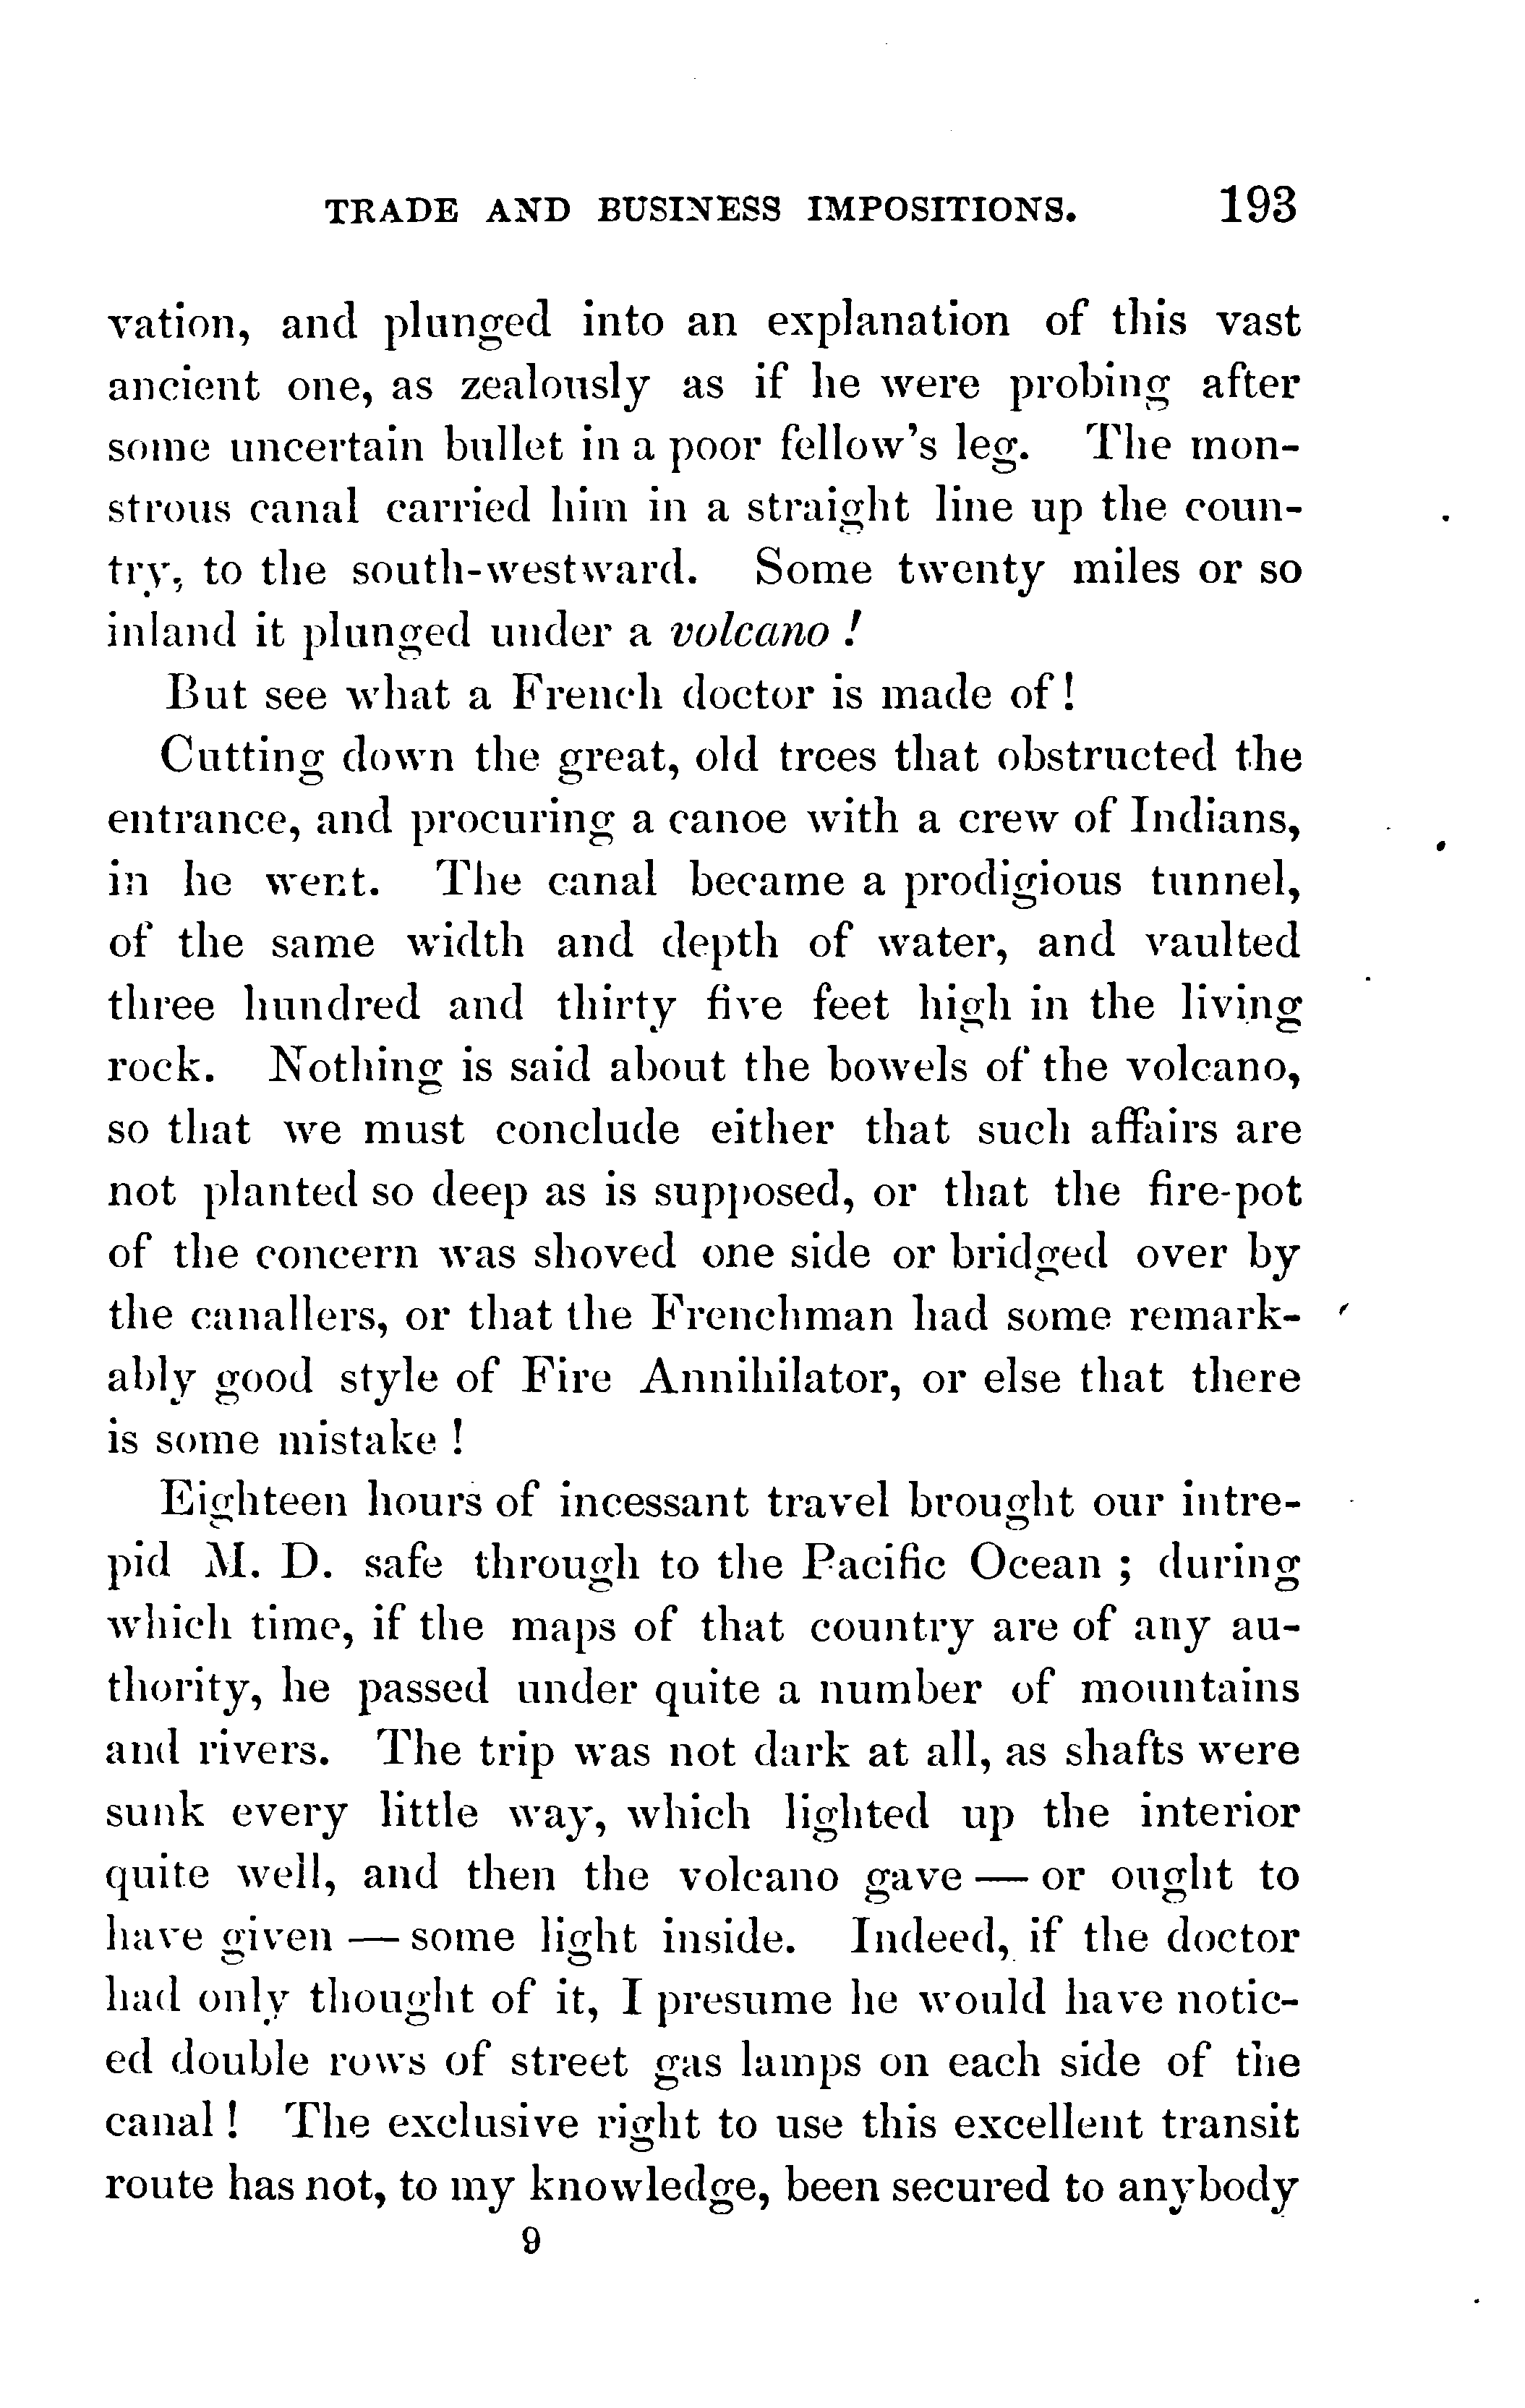 TRADE AND BUSINESS IMPOSITIONS. 193
vation, and plunged into an explanation of this vast
ancient one, as zealously as if he were probing after
some uncertain bullet in a poor fellow's leg. The mon-
strous canal carried him in a straight line up the coun-
try, to the south-westward. Some twenty miles or so
inland it plunged under a volcano!
But see what a French doctor is made of!
Cutting down the great, old trees that obstructed the
entrance, and procuring a canoe with a crew of Indians,
in he went. The canal became a prodigious tunnel,
of the same width and depth of water, and vaulted
three hundred and thirty five feet high in the living
rock. Nothing is said about the bowels of the volcano,
so that we must conclude either that such affairs are
not planted so deep as is supposed, or that the fire-pot
of the concern was shoved one side or bridged over by
the canallers, or that the Frenchman had some remark-
ably good style of Fire Annihilator, or else that there
is some mistake!
Eighteen hours of incessant travel brought our intre-
pid M. D. safe through to the Pacific Ocean; during
which time, if the maps of that country are of any au-
thority, he passed under quite a number of mountains
and rivers. The trip was not dark at all, as shafts were
sunk every little way, which lighted up the interior
quite well, and then the volcano gave — or ought to
have given — some light inside. Indeed, if the doctor
had only thought of it, I presume he would have notic-
ed double rows of street gas lamps on each side of the
canal! The exclusive right to use this excellent transit
route has not, to my knowledge, been secured to anybody
9